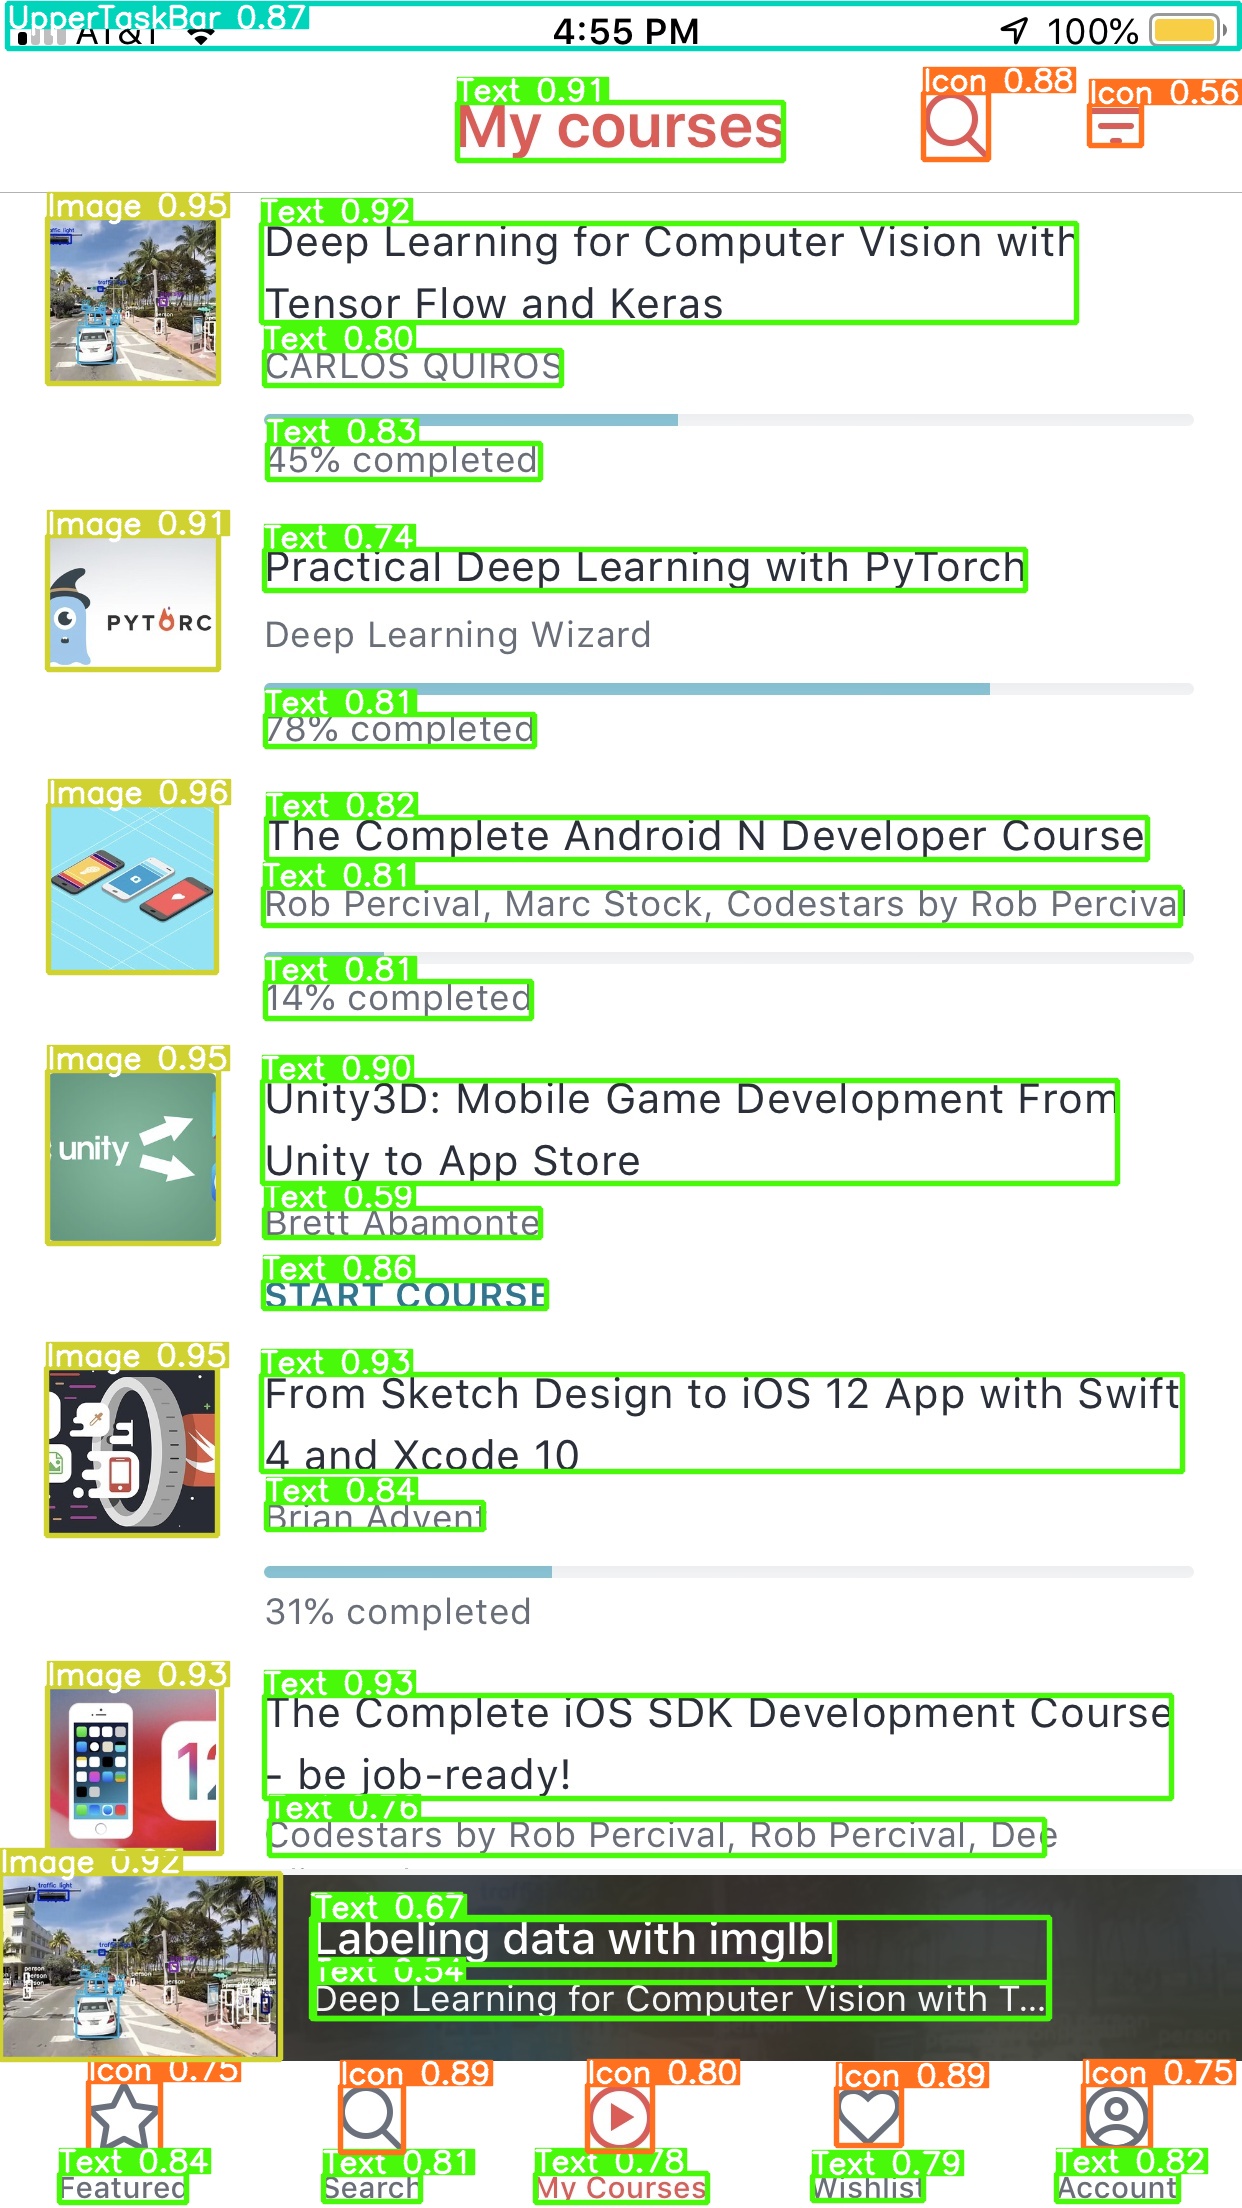 UpperTaskBar 0.87
AT&T 4:55 PM 100%
Text 0.91
Icon 0.88
Icon 0.56
My courses
Image 0.95
Text 0.92
Deep Learning for Computer Vision with
Tensor Flow and Keras
Text 0.80
CARLOS QUIROS
Text 0.83
45% completed
Image 0.91
Text 0.74
Practical Deep Learning with PyTorch
PYTORC
Deep Learning Wizard
Text 0.81
78% completed
Image 0.96
Text 0.82
The Complete Android N Developer Course
Text 0.81
Rob Percival, Marc Stock, Codestars by Rob Percival
Text 0.81
14% completed
Image 0.95
Text 0.90
Unity3D: Mobile Game Development From
Unity to App Store
unity
Text 0.59
Brett Abamonte
Text 0.86
START COURSE
Image 0.95
Text 0.93
From Sketch Design to iOS 12 App with Swift
4 and Xcode 10
Text 0.84
Brian Advent
31% completed
Image 0.93
Text 0.93
The Complete iOS SDK Development Course
- be job-ready!
12
Text 0.76
Codestars by Rob Percival, Rob Percival, Dee
Image 0.92
traffic light
Text 0.67
Labeling data with imglbl
Text 0.54
Deep Learning for Computer Vision with T...
Icon 0.75
Icon 0.89
Icon 0.80
Icon 0.89
Icon 0.75
Text 0.84
Text 0.81
Text 0.78
Text 0.79
Text 0.82
Featured
Search
My Courses
Wishlist
Account